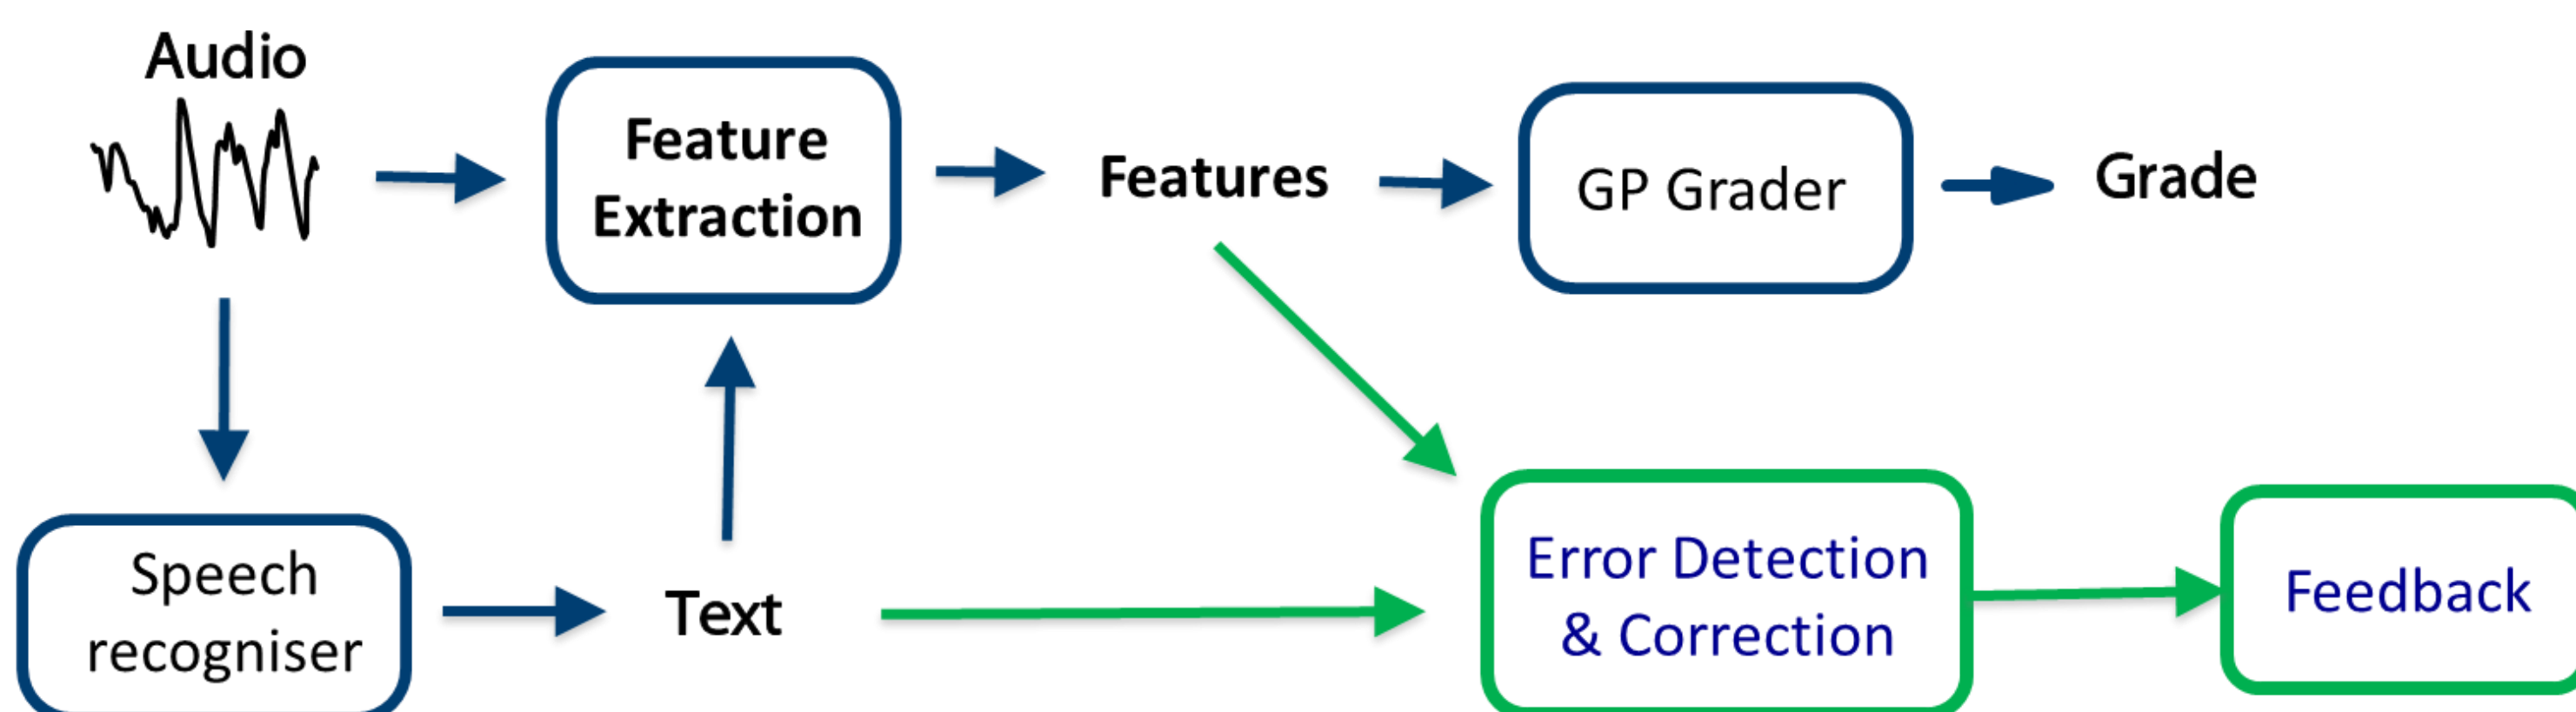 Audio
Feature
Extraction
Features
GP Grader
Grade
Speech
recogniser
Text
Error Detection
& Correction
Feedback